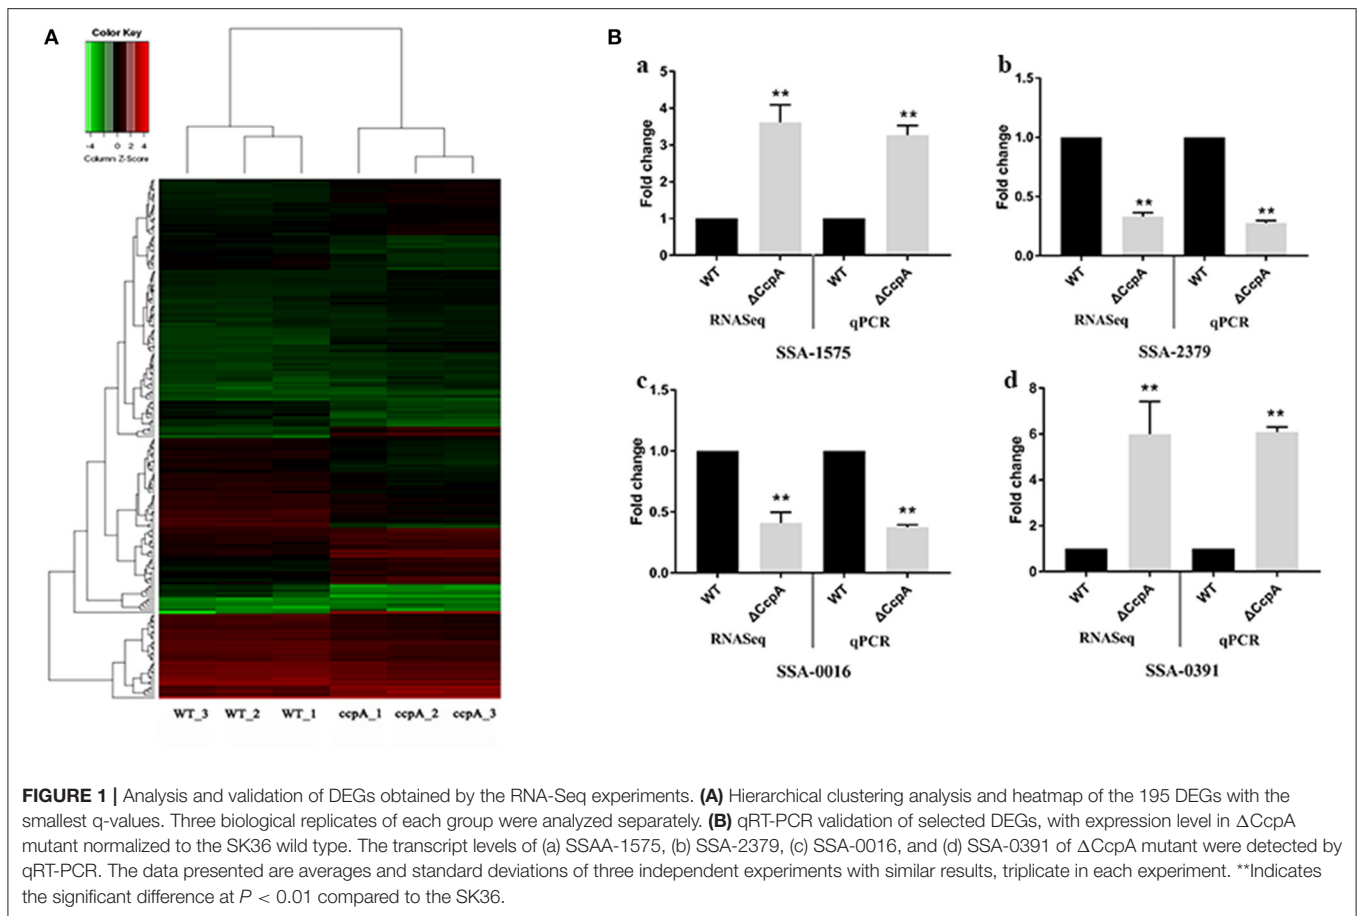 A
Color Key
-4 0 2 4
Column Z-Score
WT_3 WT_2 WT_1 ccpA_1 ccpA_2 ccpA_3
B
a
Fold change
5
4
3
2
1
0
**
**
WT
ΔCcpA
WT
ΔCcpA
RNASeq
qPCR
SSA-1575
b
Fold change
1.5
1.0
0.5
0.0
**
**
WT
ΔCcpA
WT
ΔCcpA
RNASeq
qPCR
SSA-2379
c
Fold change
1.5
1.0
0.5
0.0
**
**
WT
ΔCcpA
WT
ΔCcpA
RNASeq
qPCR
SSA-0016
d
Fold change
8
6
4
2
0
**
**
WT
ΔCcpA
WT
ΔCcpA
RNASeq
qPCR
SSA-0391
FIGURE 1 | Analysis and validation of DEGs obtained by the RNA-Seq experiments. (A) Hierarchical clustering analysis and heatmap of the 195 DEGs with the
smallest q-values. Three biological replicates of each group were analyzed separately. (B) qRT-PCR validation of selected DEGs, with expression level in ΔCcpA
mutant normalized to the SK36 wild type. The transcript levels of (a) SSAA-1575, (b) SSA-2379, (c) SSA-0016, and (d) SSA-0391 of ΔCcpA mutant were detected by
qRT-PCR. The data presented are averages and standard deviations of three independent experiments with similar results, triplicate in each experiment. **Indicates
the significant difference at P < 0.01 compared to the SK36.